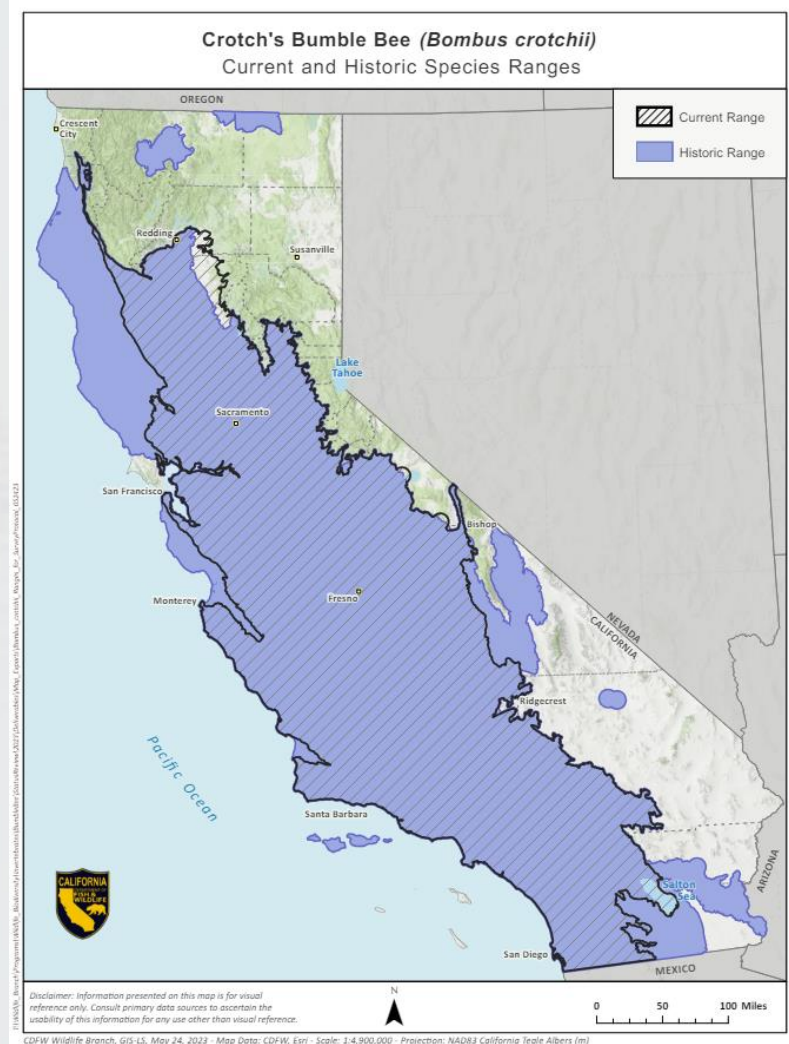 Crotch's Bumble Bee (Bombus crotchii)
Current and Historic Species Ranges
OREGON
Current Range
Historic Range
Crescent
City
Redding
Susanville
Lake
Tahoe
Sacramento
San Francisco
Bishop
Monterey
Fresno
NEVADA
CALIFORNIA
Ridgecrest
Pacific Ocean
Santa Barbara
CALIFORNIA
FISH &
WILDLIFE
Salton
Sea
ARIZONA
San Diego
MEXICO
Disclaimer: Information presented on this map is for visual
reference only. Consult primary data sources to ascertain the
usability of this information for any use other than visual reference.
N
0 50 100 Miles
CDFW Wildlife Branch, GIS-LS, May 24, 2023 - Map Data: CDFW, Esri - Scale: 1:4,900,000 - Projection: NAD83 California Teale Albers (m)